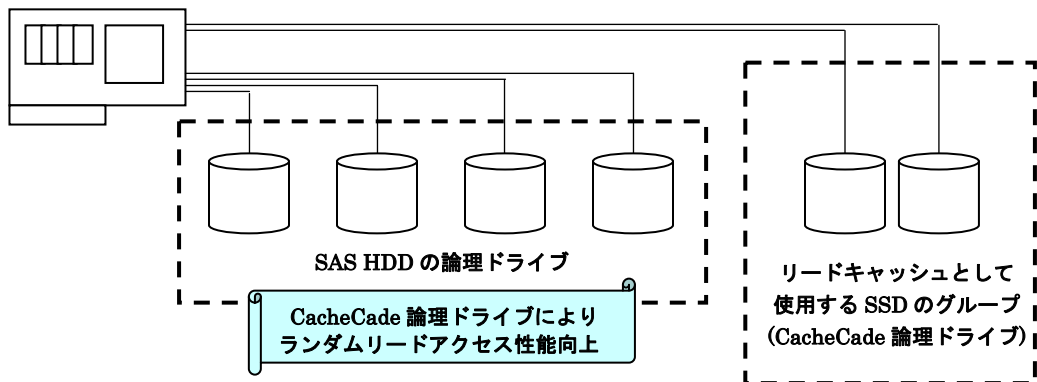 SAS HDD の論理ドライブ
CacheCade 論理ドライブにより
ランダムリードアクセス性能向上
リードキャッシュとして
使用する SSD のグループ
(CacheCade 論理ドライブ)